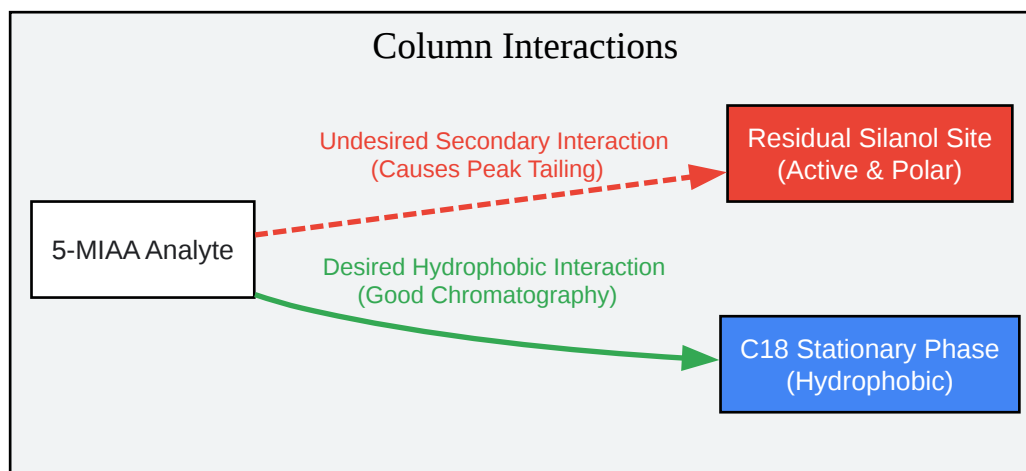 Column Interactions
Undesired Secondary Interaction
(Causes Peak Tailing)
Residual Silanol Site
(Active & Polar)
5-MIAA Analyte
Desired Hydrophobic Interaction
(Good Chromatography)
C18 Stationary Phase
(Hydrophobic)